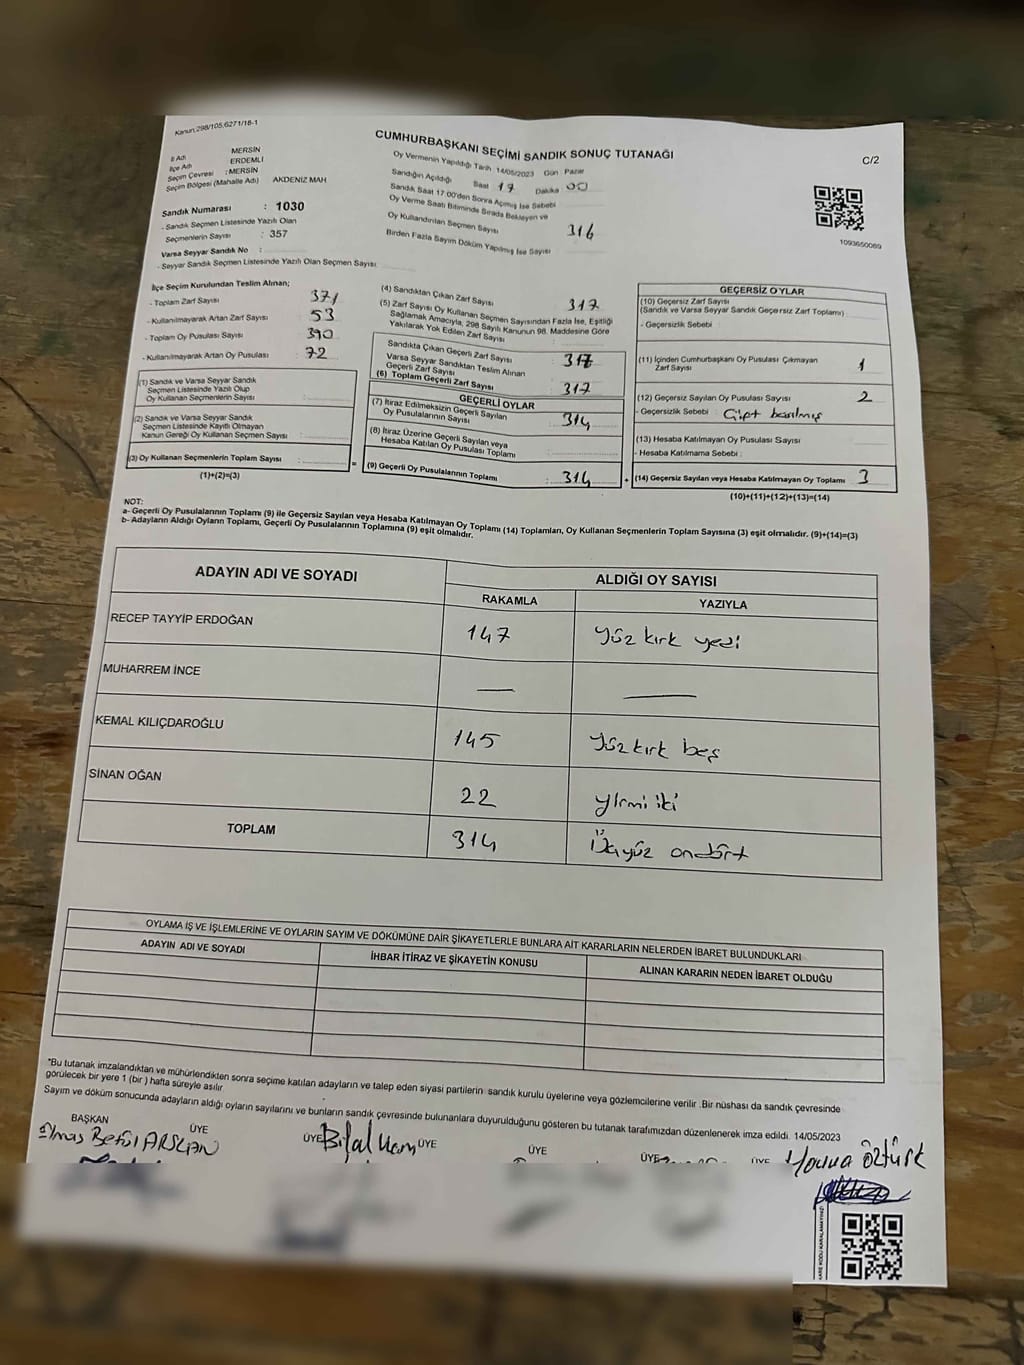 Kanun,298/105,6271/18-1
CUMHURBAŞKANI SEÇİMİ SANDIK SONUÇ TUTANAĞI
C/2
İl Adı MERSİN
İlçe Adı ERDEMLİ
Seçim Çevresi : MERSİN
Seçim Bölgesi (Mahalle Adı) AKDENİZ MAH
Sandık Numarası : 1030
- Sandık Seçmen Listesinde Yazılı Olan
Seçmenlerin Sayısı : 357
Varsa Seyyar Sandık No :
- Seyyar Sandık Seçmen Listesinde Yazılı Olan Seçmen Sayısı
Oy Vermenin Yapıldığı Tarih 14/05/2023 Gün Pazar
Sandığın Açıldığı Saat 17 Dakika 00
Sandık Saat 17:00'den Sonra Açılmış İse Sebebi
Oy Verme Saati Bitiminde Sırada Bekleyen ve
Oy Kullandırılan Seçmen Sayısı 316
Birden Fazla Sayım Döküm Yapılmış İse Sayısı
1093650069
İlçe Seçim Kurulundan Teslim Alınan;
- Toplam Zarf Sayısı 371
- Kullanılmayarak Artan Zarf Sayısı 53
- Toplam Oy Pusulası Sayısı 390
- Kullanılmayarak Artan Oy Pusulası 72
(1) Sandık ve Varsa Seyyar Sandık
Seçmen Listesinde Yazılı Olup
Oy Kullanan Seçmenlerin Sayısı :
(2) Sandık ve Varsa Seyyar Sandık
Seçmen Listesinde Kayıtlı Olmayan
Kanun Gereği Oy Kullanan Seçmen Sayısı :
(3) Oy Kullanan Seçmenlerin Toplam Sayısı :
(1)+(2)=(3)
(4) Sandıktan Çıkan Zarf Sayısı 317
(5) Zarf Sayısı Oy Kullanan Seçmen Sayısından Fazla İse, Eşitliği
Sağlamak Amacıyla, 298 Sayılı Kanunun 98. Maddesine Göre
Yakılarak Yok Edilen Zarf Sayısı :
Sandıkta Çıkan Geçerli Zarf Sayısı : 317
Varsa Seyyar Sandıktan Teslim Alınan
Geçerli Zarf Sayısı
(6) Toplam Geçerli Zarf Sayısı 317
GEÇERLİ OYLAR
(7) İtiraz Edilmeksizin Geçerli Sayılan
Oy Pusulalarının Sayısı : 314
(8) İtiraz Üzerine Geçerli Sayılan veya
Hesaba Katılan Oy Pusulası Toplamı :
= (9) Geçerli Oy Pusulalarının Toplamı : 314 +
GEÇERSİZ OYLAR
(10) Geçersiz Zarf Sayısı
(Sandık ve Varsa Seyyar Sandık Geçersiz Zarf Toplamı)
- Geçersizlik Sebebi :
(11) İçinden Cumhurbaşkanı Oy Pusulası Çıkmayan
Zarf Sayısı 1
(12) Geçersiz Sayılan Oy Pusulası Sayısı 2
- Geçersizlik Sebebi : Çift basılmış
(13) Hesaba Katılmayan Oy Pusulası Sayısı
- Hesaba Katılmama Sebebi :
(14) Geçersiz Sayılan veya Hesaba Katılmayan Oy Toplamı 3
(10)+(11)+(12)+(13)=(14)
NOT:
a- Geçerli Oy Pusulalarının Toplamı (9) ile Geçersiz Sayılan veya Hesaba Katılmayan Oy Toplamı (14) Toplamları, Oy Kullanan Seçmenlerin Toplam Sayısına (3) eşit olmalıdır. (9)+(14)=(3)
b- Adayların Aldığı Oyların Toplamı, Geçerli Oy Pusulalarının Toplamına (9) eşit olmalıdır.
ADAYIN ADI VE SOYADI ALDIĞI OY SAYISI
RAKAMLA YAZIYLA
RECEP TAYYİP ERDOĞAN 147 Yüz kırk yedi
MUHARREM İNCE — —
KEMAL KILIÇDAROĞLU 145 Yüz kırk beş
SİNAN OĞAN 22 yirmi iki
TOPLAM 314 Üçyüz ondört
OYLAMA İŞ VE İŞLEMLERİNE VE OYLARIN SAYIM VE DÖKÜMÜNE DAİR ŞİKAYETLERLE BUNLARA AİT KARARLARIN NELERDEN İBARET BULUNDUKLARI
ADAYIN ADI VE SOYADI İHBAR İTİRAZ VE ŞİKAYETİN KONUSU ALINAN KARARIN NEDEN İBARET OLDUĞU
*Bu tutanak imzalandıktan ve mühürlendikten sonra seçime katılan adayların ve talep eden siyasi partilerin sandık kurulu üyelerine veya gözlemcilerine verilir .Bir nüshası da sandık çevresinde
görülecek bir yere 1 (bir ) hafta süreyle asılır
Sayım ve döküm sonucunda adayların aldığı oyların sayılarını ve bunların sandık çevresinde bulunanlara duyurulduğunu gösteren bu tutanak tarafımızdan düzenlenerek imza edildi. 14/05/2023
BAŞKAN ÜYE ÜYE ÜYE ÜYE ÜYE ÜYE
Betül ARSLAN Bilal ÖZTÜRK